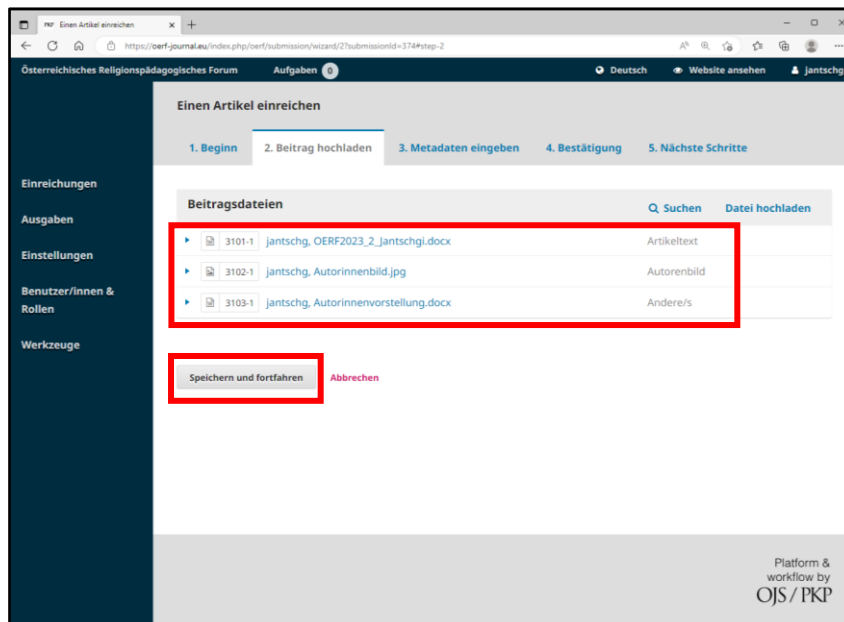 PKP Einen Artikel einreichen
https://oerf-journal.eu/index.php/oerf/submission/wizard/2?submissionId=374#step-2
Österreichisches Religionspädagogisches Forum Aufgaben 0 Deutsch Website ansehen jantschg
Einen Artikel einreichen
1. Beginn 2. Beitrag hochladen 3. Metadaten eingeben 4. Bestätigung 5. Nächste Schritte
Einreichungen
Ausgaben
Einstellungen
Benutzer/innen &
Rollen
Werkzeuge
Beitragsdateien Suchen Datei hochladen
3101-1 jantschg, OERF2023_2_Jantschgi.docx Artikeltext
3102-1 jantschg, Autorinnenbild.jpg Autorenbild
3103-1 jantschg, Autorinnenvorstellung.docx Andere/s
Speichern und fortfahren Abbrechen
Platform &
workflow by
OJS / PKP